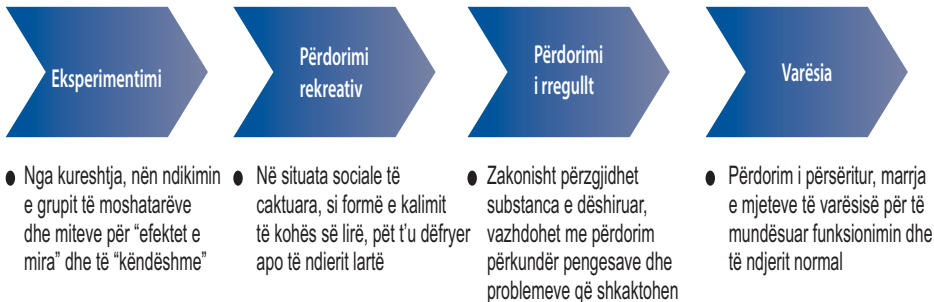 Eksperimentimi
Përdorimi
rekreativ
Përdorimi
i rregullt
Varësia
● Nga kureshtja, nën ndikimin
e grupit të moshatarëve
dhe miteve për “efektet e
mira” dhe të “këndëshme”
● Në situata sociale të
caktuara, si formë e kalimit
të kohës së lirë, pët t’u dëfryer
apo të ndierit lartë
● Zakonisht përzgjidhet
substanca e dëshiruar,
vazhdohet me përdorim
përkundër pengesave dhe
problemeve që shkaktohen
● Përdorim i përsëritur, marrja
e mjeteve të varësisë për të
mundësuar funksionimin dhe
të ndjerit normal